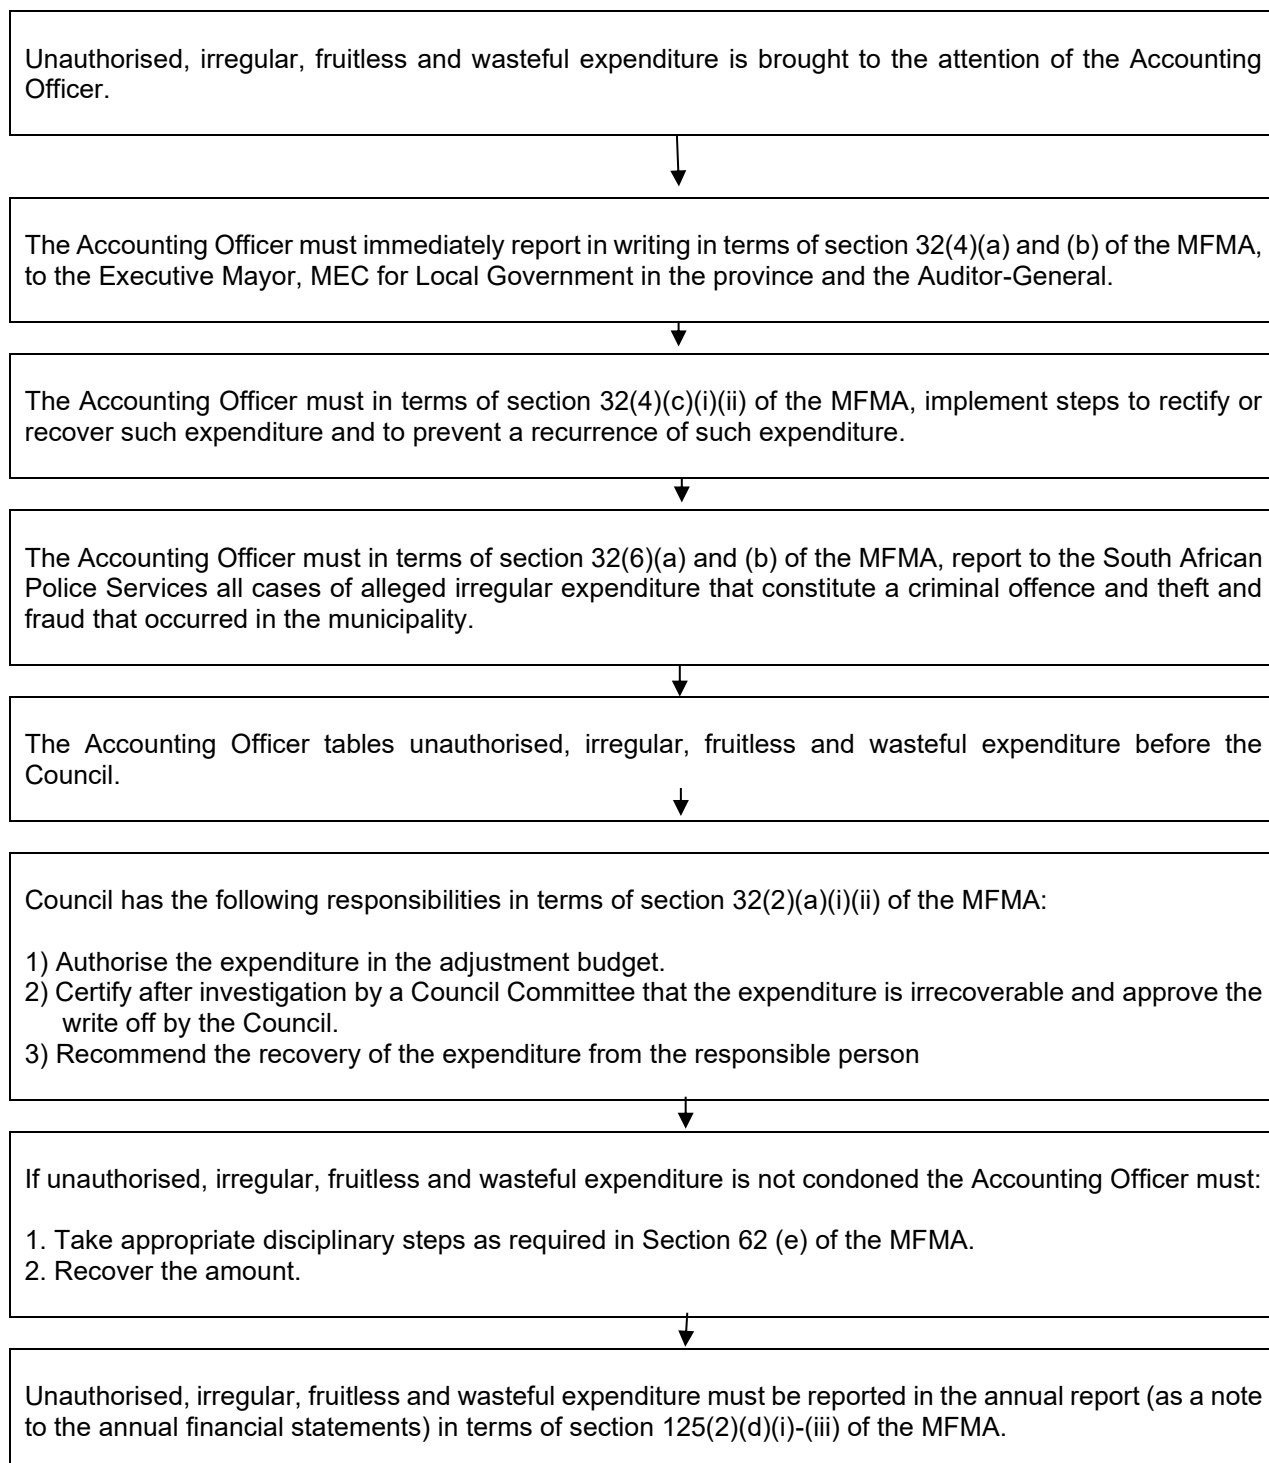 Unauthorised, irregular, fruitless and wasteful expenditure is brought to the attention of the Accounting
Officer.
The Accounting Officer must immediately report in writing in terms of section 32(4)(a) and (b) of the MFMA,
to the Executive Mayor, MEC for Local Government in the province and the Auditor-General.
The Accounting Officer must in terms of section 32(4)(c)(i)(ii) of the MFMA, implement steps to rectify or
recover such expenditure and to prevent a recurrence of such expenditure.
The Accounting Officer must in terms of section 32(6)(a) and (b) of the MFMA, report to the South African
Police Services all cases of alleged irregular expenditure that constitute a criminal offence and theft and
fraud that occurred in the municipality.
The Accounting Officer tables unauthorised, irregular, fruitless and wasteful expenditure before the
Council.
Council has the following responsibilities in terms of section 32(2)(a)(i)(ii) of the MFMA:
1) Authorise the expenditure in the adjustment budget.
2) Certify after investigation by a Council Committee that the expenditure is irrecoverable and approve the
write off by the Council.
3) Recommend the recovery of the expenditure from the responsible person
If unauthorised, irregular, fruitless and wasteful expenditure is not condoned the Accounting Officer must:
1. Take appropriate disciplinary steps as required in Section 62 (e) of the MFMA.
2. Recover the amount.
Unauthorised, irregular, fruitless and wasteful expenditure must be reported in the annual report (as a note
to the annual financial statements) in terms of section 125(2)(d)(i)-(iii) of the MFMA.